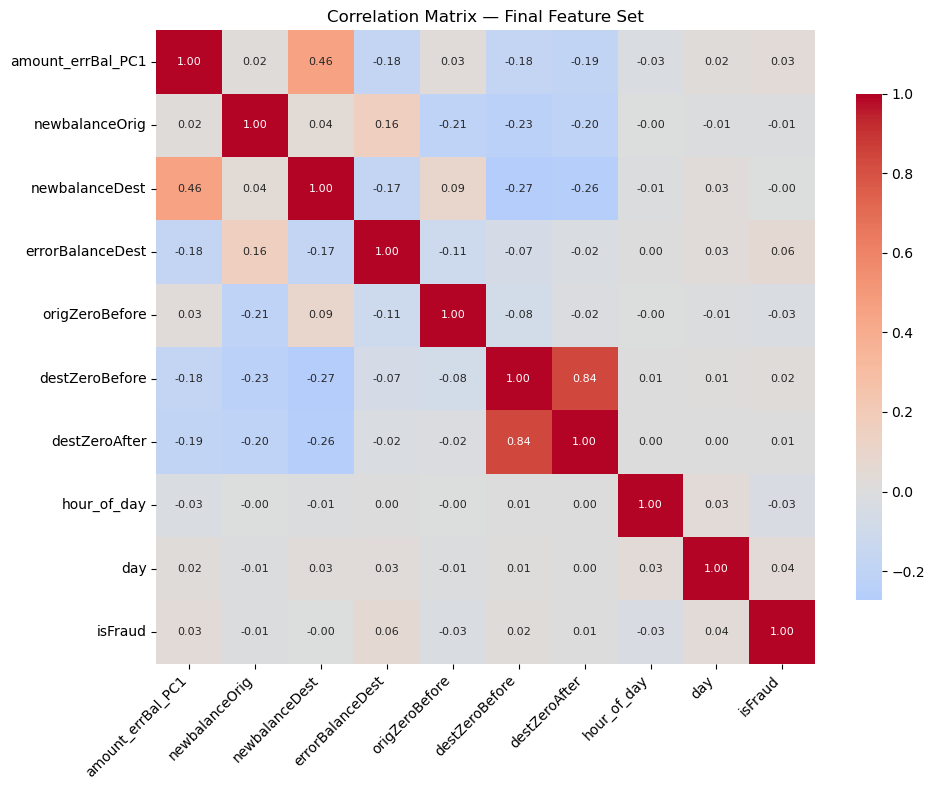 Correlation Matrix — Final Feature Set
amount_errBal_PC1 1.00 0.02 0.46 -0.18 0.03 -0.18 -0.19 -0.03 0.02 0.03
newbalanceOrig 0.02 1.00 0.04 0.16 -0.21 -0.23 -0.20 -0.00 -0.01 -0.01
newbalanceDest 0.46 0.04 1.00 -0.17 0.09 -0.27 -0.26 -0.01 0.03 -0.00
errorBalanceDest -0.18 0.16 -0.17 1.00 -0.11 -0.07 -0.02 0.00 0.03 0.06
origZeroBefore 0.03 -0.21 0.09 -0.11 1.00 -0.08 -0.02 -0.00 -0.01 -0.03
destZeroBefore -0.18 -0.23 -0.27 -0.07 -0.08 1.00 0.84 0.01 0.01 0.02
destZeroAfter -0.19 -0.20 -0.26 -0.02 -0.02 0.84 1.00 0.00 0.00 0.01
hour_of_day -0.03 -0.00 -0.01 0.00 -0.00 0.01 0.00 1.00 0.03 -0.03
day 0.02 -0.01 0.03 0.03 -0.01 0.01 0.00 0.03 1.00 0.04
isFraud 0.03 -0.01 -0.00 0.06 -0.03 0.02 0.01 -0.03 0.04 1.00
amount_errBal_PC1
newbalanceOrig
newbalanceDest
errorBalanceDest
origZeroBefore
destZeroBefore
destZeroAfter
hour_of_day
day
isFraud
1.0
0.8
0.6
0.4
0.2
0.0
−0.2